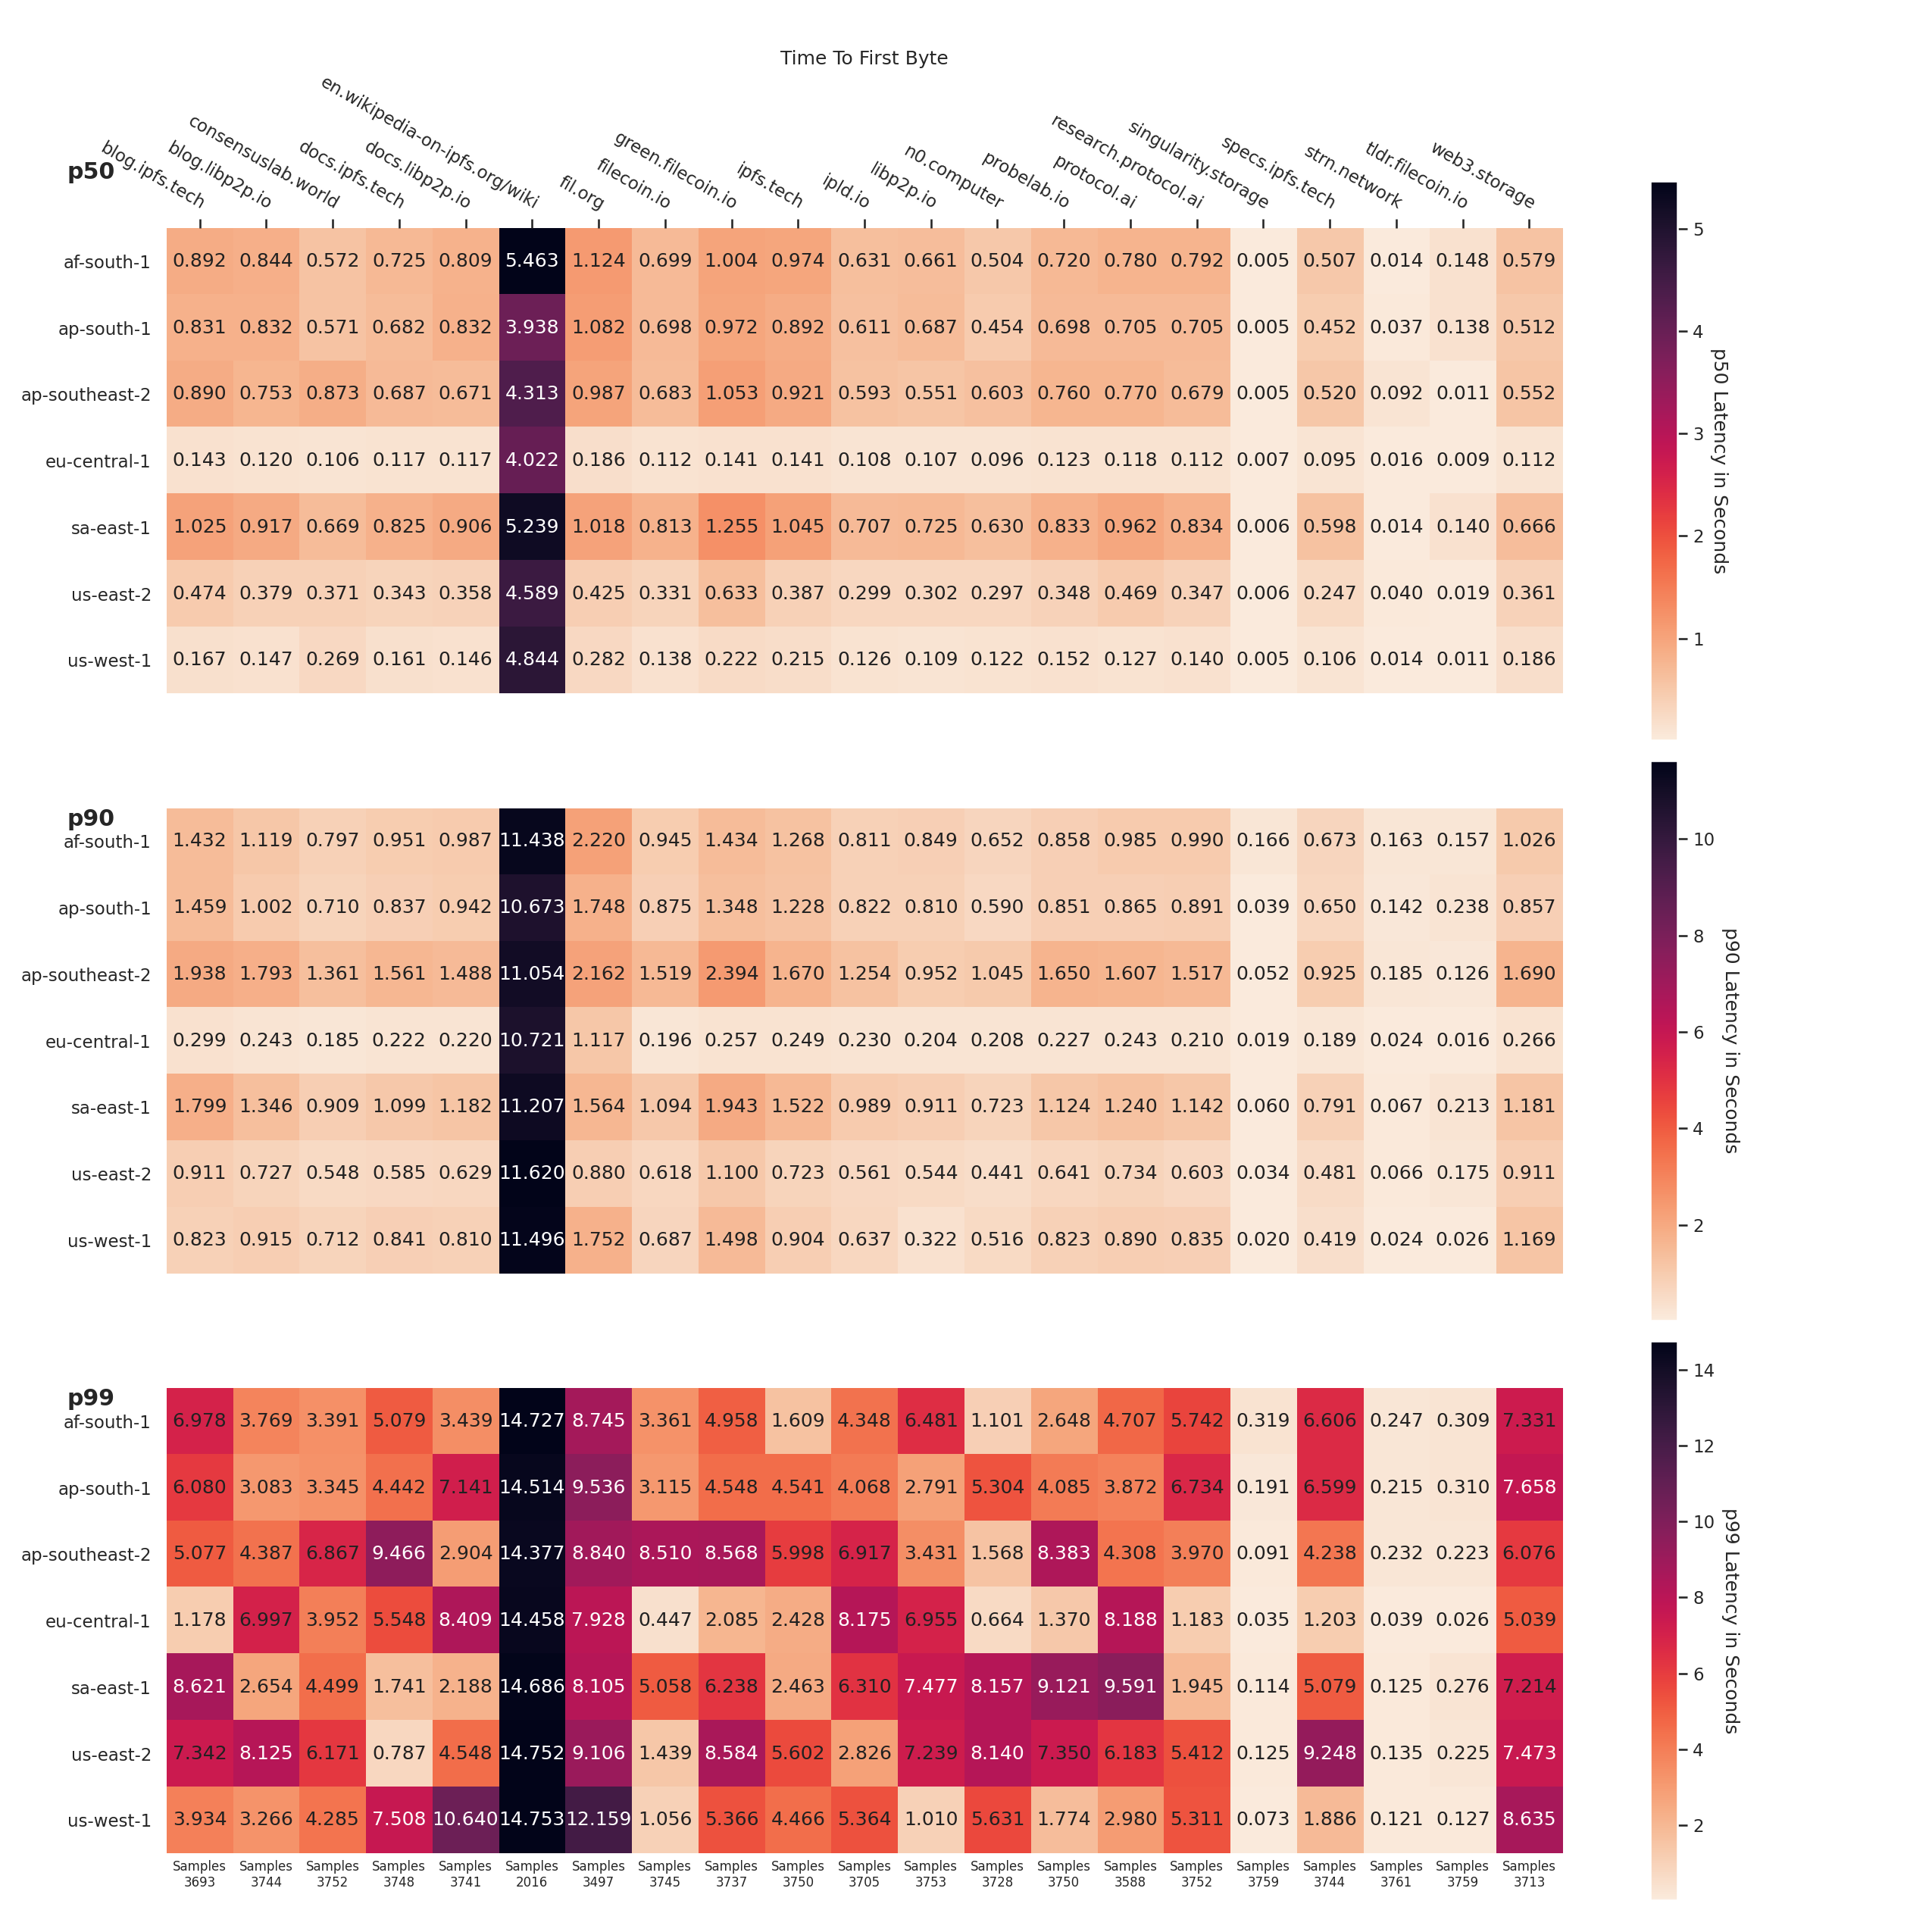 Time To First Byte
p50
blog.ipfs.tech
blog.libp2p.io
consensuslab.world
docs.ipfs.tech
docs.libp2p.io
en.wikipedia-on-ipfs.org/wiki
fil.org
filecoin.io
green.filecoin.io
ipfs.tech
ipld.io
libp2p.io
n0.computer
probelab.io
protocol.ai
research.protocol.ai
singularity.storage
specs.ipfs.tech
strn.network
tldr.filecoin.io
web3.storage
af-south-1 0.892 0.844 0.572 0.725 0.809 5.463 1.124 0.699 1.004 0.974 0.631 0.661 0.504 0.720 0.780 0.792 0.005 0.507 0.014 0.148 0.579
ap-south-1 0.831 0.832 0.571 0.682 0.832 3.938 1.082 0.698 0.972 0.892 0.611 0.687 0.454 0.698 0.705 0.705 0.005 0.452 0.037 0.138 0.512
ap-southeast-2 0.890 0.753 0.873 0.687 0.671 4.313 0.987 0.683 1.053 0.921 0.593 0.551 0.603 0.760 0.770 0.679 0.005 0.520 0.092 0.011 0.552
eu-central-1 0.143 0.120 0.106 0.117 0.117 4.022 0.186 0.112 0.141 0.141 0.108 0.107 0.096 0.123 0.118 0.112 0.007 0.095 0.016 0.009 0.112
sa-east-1 1.025 0.917 0.669 0.825 0.906 5.239 1.018 0.813 1.255 1.045 0.707 0.725 0.630 0.833 0.962 0.834 0.006 0.598 0.014 0.140 0.666
us-east-2 0.474 0.379 0.371 0.343 0.358 4.589 0.425 0.331 0.633 0.387 0.299 0.302 0.297 0.348 0.469 0.347 0.006 0.247 0.040 0.019 0.361
us-west-1 0.167 0.147 0.269 0.161 0.146 4.844 0.282 0.138 0.222 0.215 0.126 0.109 0.122 0.152 0.127 0.140 0.005 0.106 0.014 0.011 0.186
5
4
3
2
1
p50 Latency in Seconds
p90
af-south-1 1.432 1.119 0.797 0.951 0.987 11.438 2.220 0.945 1.434 1.268 0.811 0.849 0.652 0.858 0.985 0.990 0.166 0.673 0.163 0.157 1.026
ap-south-1 1.459 1.002 0.710 0.837 0.942 10.673 1.748 0.875 1.348 1.228 0.822 0.810 0.590 0.851 0.865 0.891 0.039 0.650 0.142 0.238 0.857
ap-southeast-2 1.938 1.793 1.361 1.561 1.488 11.054 2.162 1.519 2.394 1.670 1.254 0.952 1.045 1.650 1.607 1.517 0.052 0.925 0.185 0.126 1.690
eu-central-1 0.299 0.243 0.185 0.222 0.220 10.721 1.117 0.196 0.257 0.249 0.230 0.204 0.208 0.227 0.243 0.210 0.019 0.189 0.024 0.016 0.266
sa-east-1 1.799 1.346 0.909 1.099 1.182 11.207 1.564 1.094 1.943 1.522 0.989 0.911 0.723 1.124 1.240 1.142 0.060 0.791 0.067 0.213 1.181
us-east-2 0.911 0.727 0.548 0.585 0.629 11.620 0.880 0.618 1.100 0.723 0.561 0.544 0.441 0.641 0.734 0.603 0.034 0.481 0.066 0.175 0.911
us-west-1 0.823 0.915 0.712 0.841 0.810 11.496 1.752 0.687 1.498 0.904 0.637 0.322 0.516 0.823 0.890 0.835 0.020 0.419 0.024 0.026 1.169
10
8
6
4
2
p90 Latency in Seconds
p99
af-south-1 6.978 3.769 3.391 5.079 3.439 14.727 8.745 3.361 4.958 1.609 4.348 6.481 1.101 2.648 4.707 5.742 0.319 6.606 0.247 0.309 7.331
ap-south-1 6.080 3.083 3.345 4.442 7.141 14.514 9.536 3.115 4.548 4.541 4.068 2.791 5.304 4.085 3.872 6.734 0.191 6.599 0.215 0.310 7.658
ap-southeast-2 5.077 4.387 6.867 9.466 2.904 14.377 8.840 8.510 8.568 5.998 6.917 3.431 1.568 8.383 4.308 3.970 0.091 4.238 0.232 0.223 6.076
eu-central-1 1.178 6.997 3.952 5.548 8.409 14.458 7.928 0.447 2.085 2.428 8.175 6.955 0.664 1.370 8.188 1.183 0.035 1.203 0.039 0.026 5.039
sa-east-1 8.621 2.654 4.499 1.741 2.188 14.686 8.105 5.058 6.238 2.463 6.310 7.477 8.157 9.121 9.591 1.945 0.114 5.079 0.125 0.276 7.214
us-east-2 7.342 8.125 6.171 0.787 4.548 14.752 9.106 1.439 8.584 5.602 2.826 7.239 8.140 7.350 6.183 5.412 0.125 9.248 0.135 0.225 7.473
us-west-1 3.934 3.266 4.285 7.508 10.640 14.753 12.159 1.056 5.366 4.466 5.364 1.010 5.631 1.774 2.980 5.311 0.073 1.886 0.121 0.127 8.635
Samples Samples Samples Samples Samples Samples Samples Samples Samples Samples Samples Samples Samples Samples Samples Samples Samples Samples Samples Samples Samples
3693 3744 3752 3748 3741 2016 3497 3745 3737 3750 3705 3753 3728 3750 3588 3752 3759 3744 3761 3759 3713
14
12
10
8
6
4
2
p99 Latency in Seconds